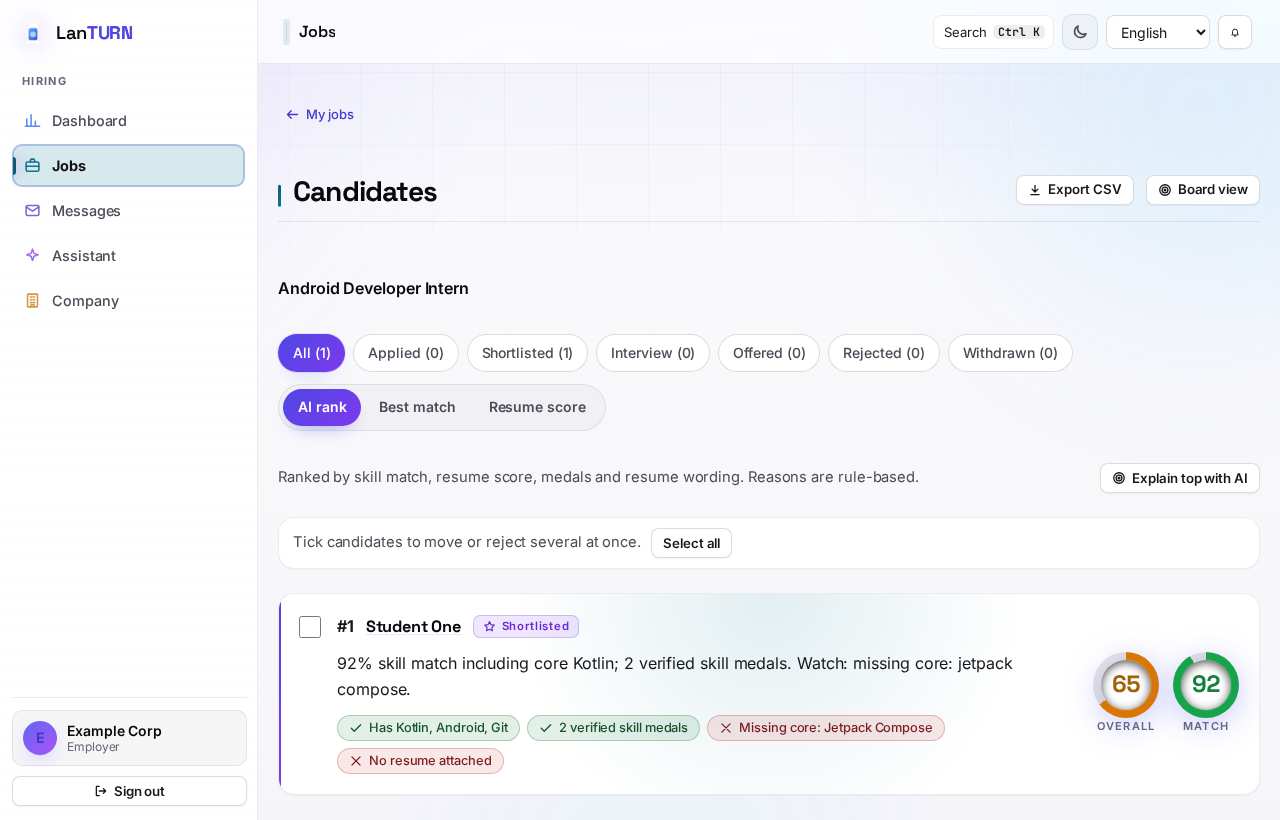 LanTURN
HIRING
Dashboard
Jobs
Messages
Assistant
Company
E
Example Corp
Employer
Sign out
Jobs
Search Ctrl K
English
My jobs
Candidates
Export CSV
Board view
Android Developer Intern
All (1) Applied (0) Shortlisted (1) Interview (0) Offered (0) Rejected (0) Withdrawn (0)
AI rank Best match Resume score
Ranked by skill match, resume score, medals and resume wording. Reasons are rule-based.
Explain top with AI
Tick candidates to move or reject several at once. Select all
#1 Student One Shortlisted
92% skill match including core Kotlin; 2 verified skill medals. Watch: missing core: jetpack
compose.
Has Kotlin, Android, Git 2 verified skill medals Missing core: Jetpack Compose
No resume attached
65 92
OVERALL MATCH